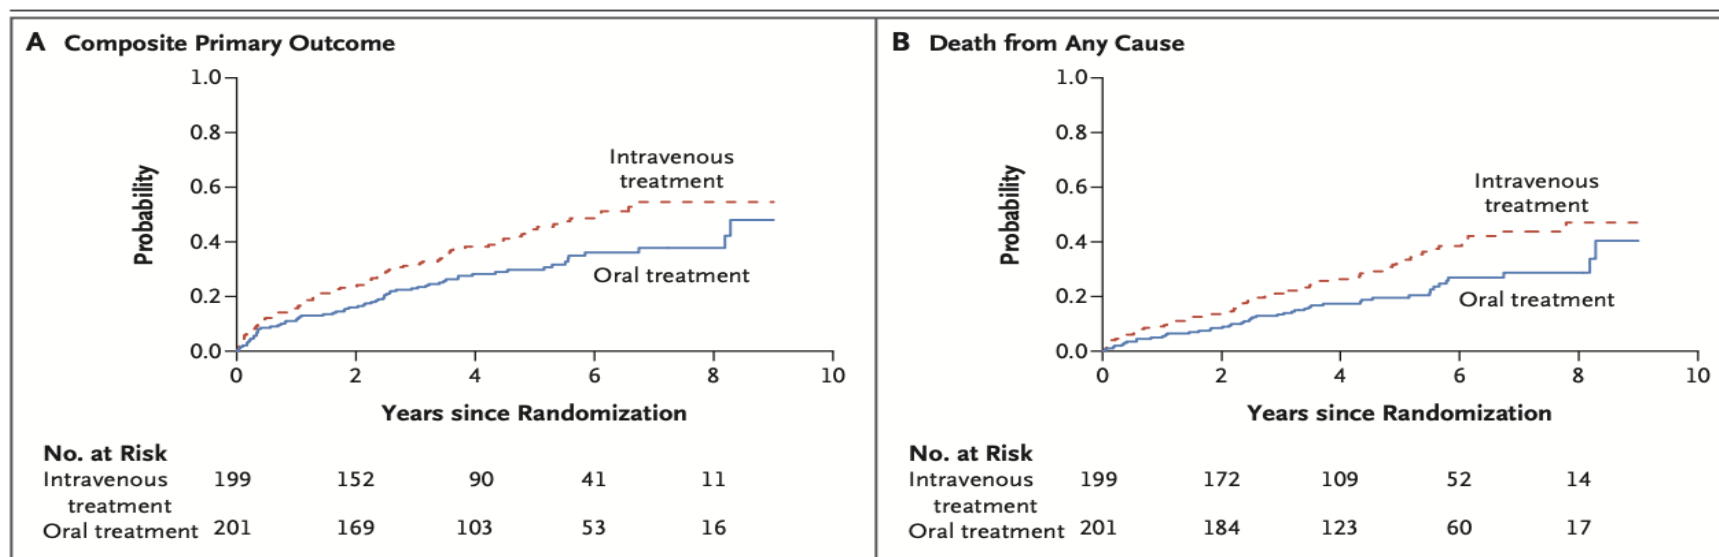 A Composite Primary Outcome
1.0
0.8
0.6
0.4
0.2
0.0
Probability
Intravenous
treatment
Oral treatment
0 2 4 6 8 10
Years since Randomization
No. at Risk
Intravenous 199 152 90 41 11
treatment
Oral treatment 201 169 103 53 16
B Death from Any Cause
1.0
0.8
0.6
0.4
0.2
0.0
Probability
Intravenous
treatment
Oral treatment
0 2 4 6 8 10
Years since Randomization
No. at Risk
Intravenous 199 172 109 52 14
treatment
Oral treatment 201 184 123 60 17